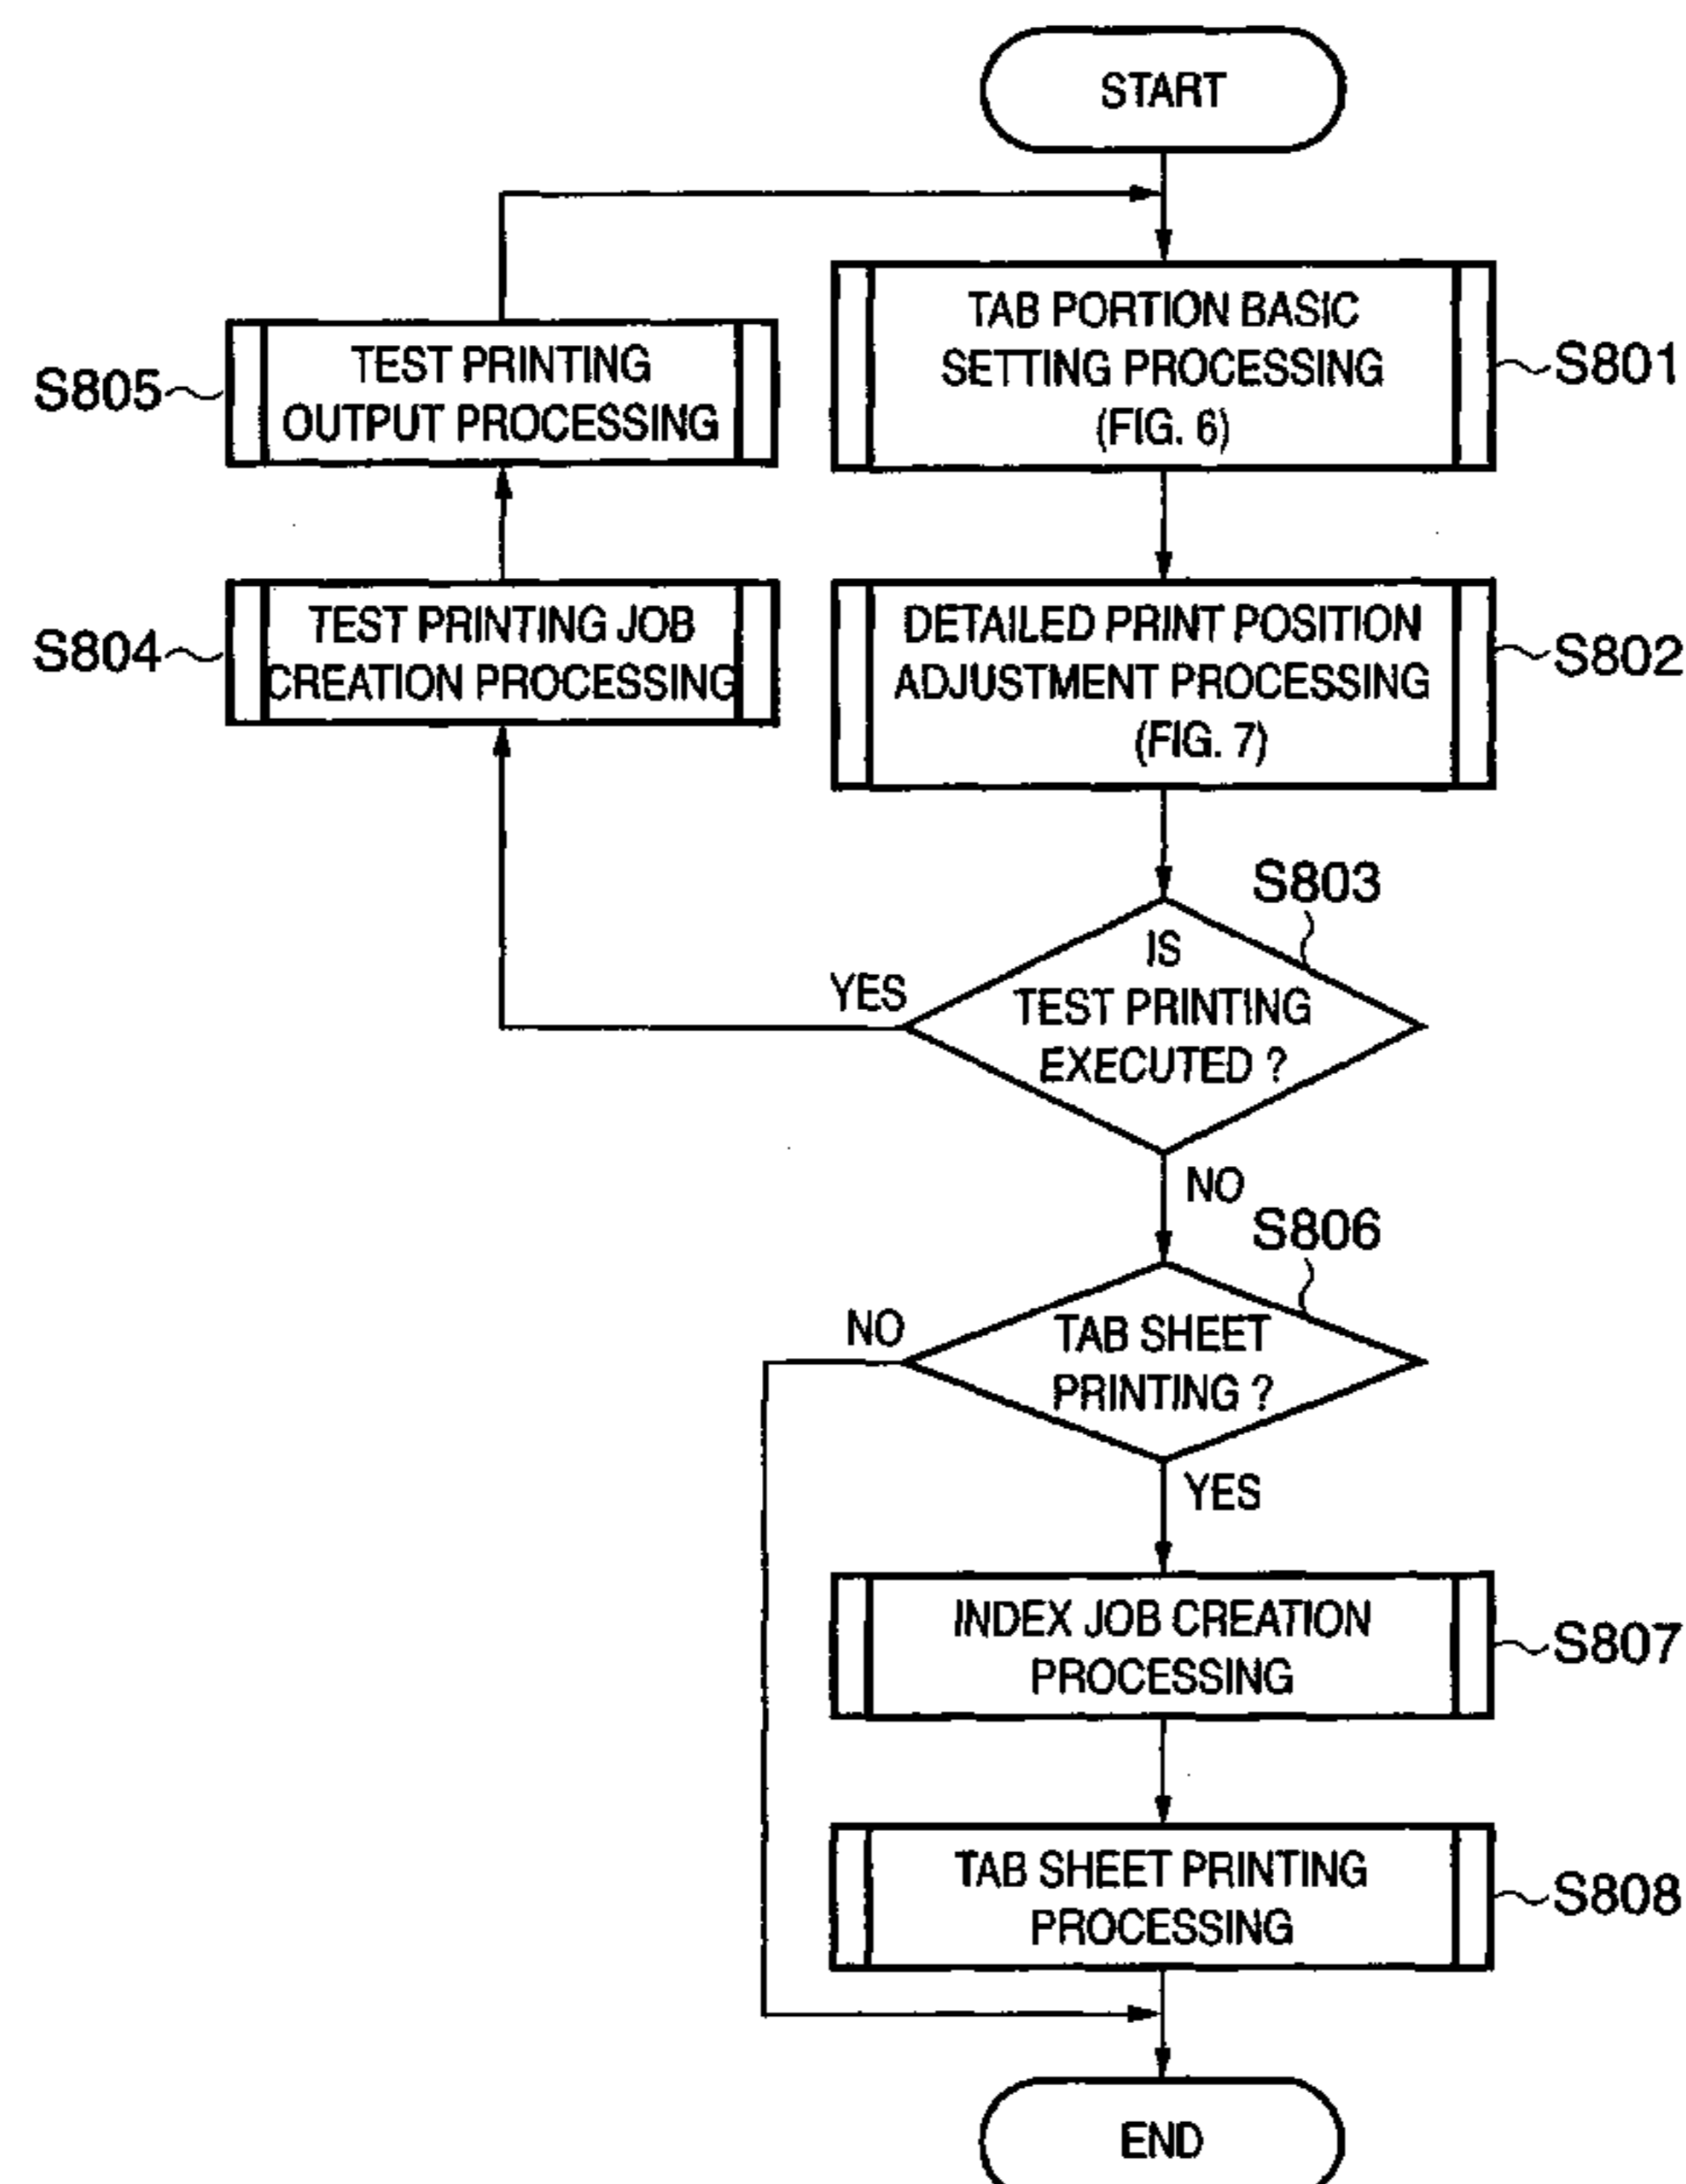 START
TAB PORTION BASIC
SETTING PROCESSING
(FIG. 6)
S801
TEST PRINTING
OUTPUT PROCESSING
S805
DETAILED PRINT POSITION
ADJUSTMENT PROCESSING
(FIG. 7)
S802
TEST PRINTING JOB
CREATION PROCESSING
S804
S803
IS
TEST PRINTING
EXECUTED ?
YES
NO
S806
TAB SHEET
PRINTING ?
NO
YES
INDEX JOB CREATION
PROCESSING
S807
TAB SHEET PRINTING
PROCESSING
S808
END